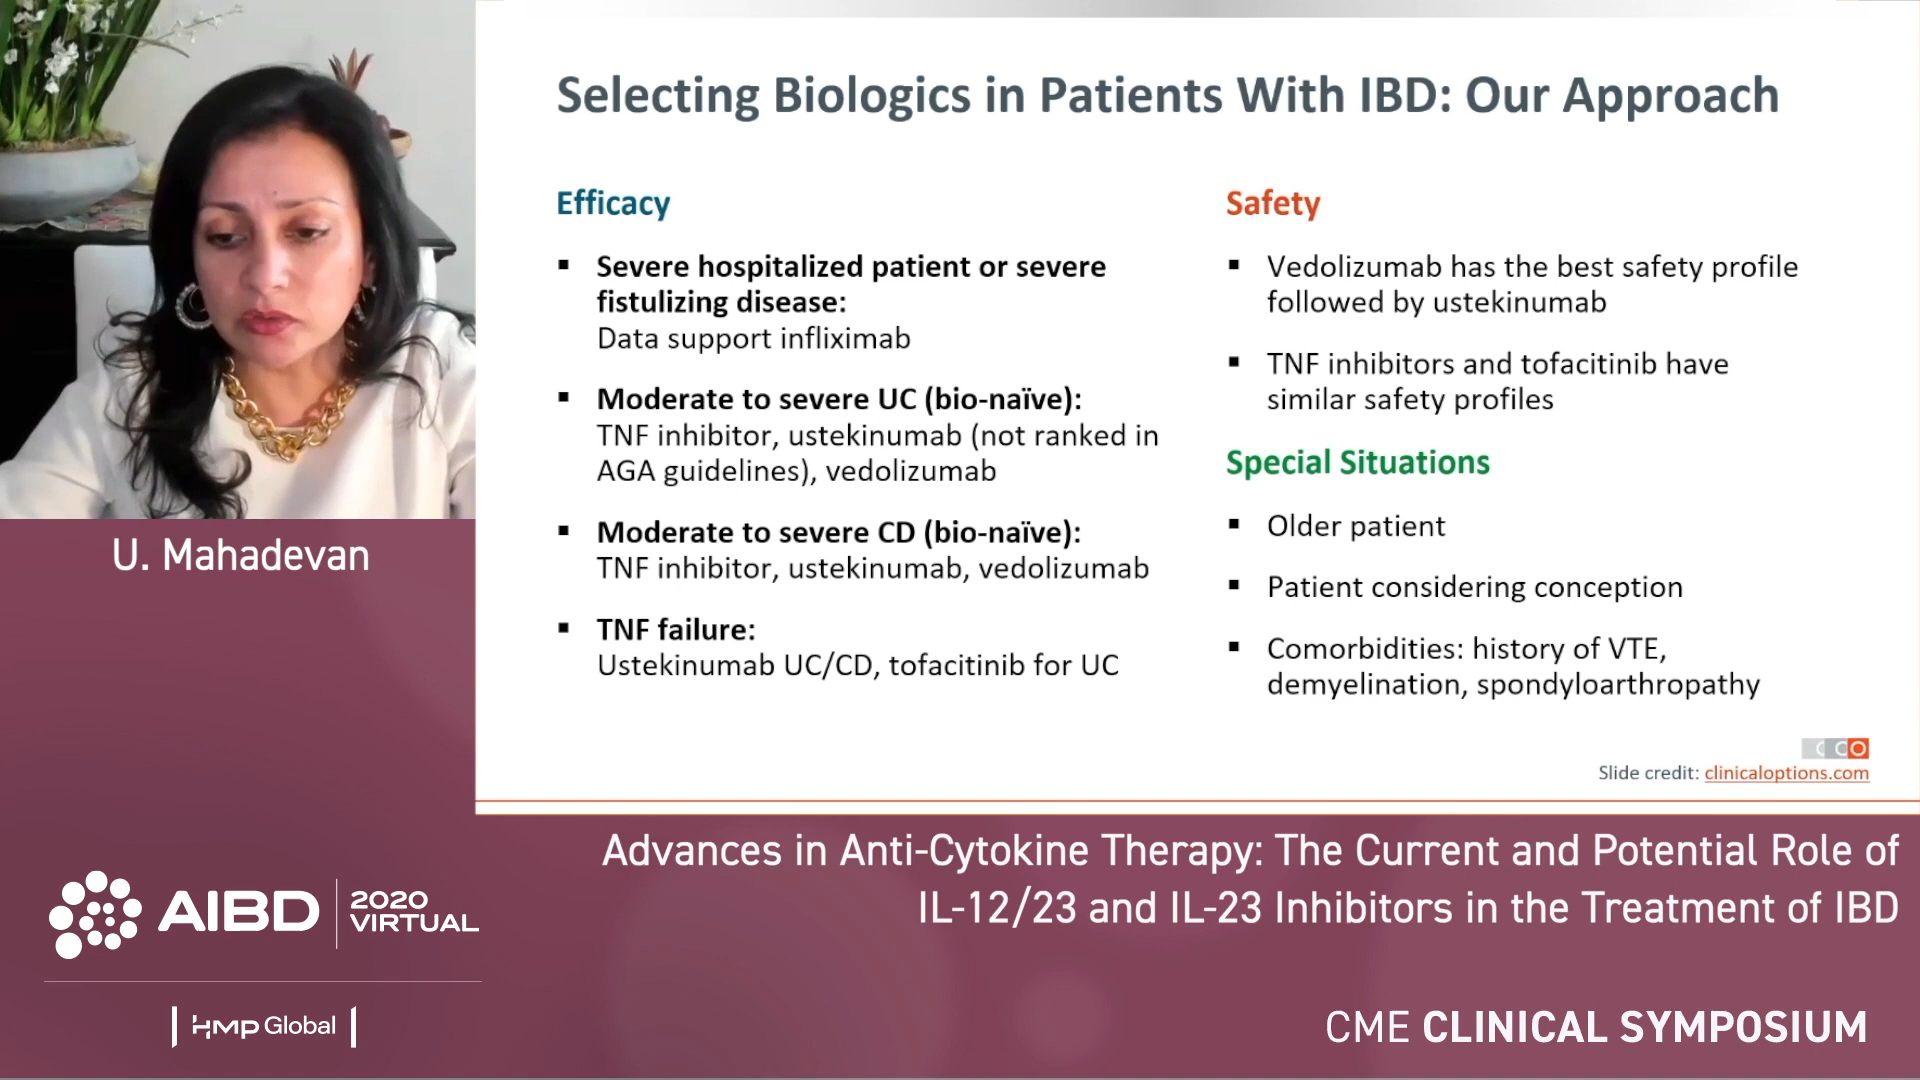 Selecting Biologics in Patients With IBD: Our Approach
Efficacy
▪ Severe hospitalized patient or severe
fistulizing disease:
Data support infliximab
▪ Moderate to severe UC (bio-naïve):
TNF inhibitor, ustekinumab (not ranked in
AGA guidelines), vedolizumab
▪ Moderate to severe CD (bio-naïve):
TNF inhibitor, ustekinumab, vedolizumab
▪ TNF failure:
Ustekinumab UC/CD, tofacitinib for UC
Safety
▪ Vedolizumab has the best safety profile
followed by ustekinumab
▪ TNF inhibitors and tofacitinib have
similar safety profiles
Special Situations
▪ Older patient
▪ Patient considering conception
▪ Comorbidities: history of VTE,
demyelination, spondyloarthropathy
CCO
Slide credit: clinicaloptions.com
U. Mahadevan
Advances in Anti-Cytokine Therapy: The Current and Potential Role of
IL-12/23 and IL-23 Inhibitors in the Treatment of IBD
AIBD
2020
VIRTUAL
HMP Global
CME CLINICAL SYMPOSIUM